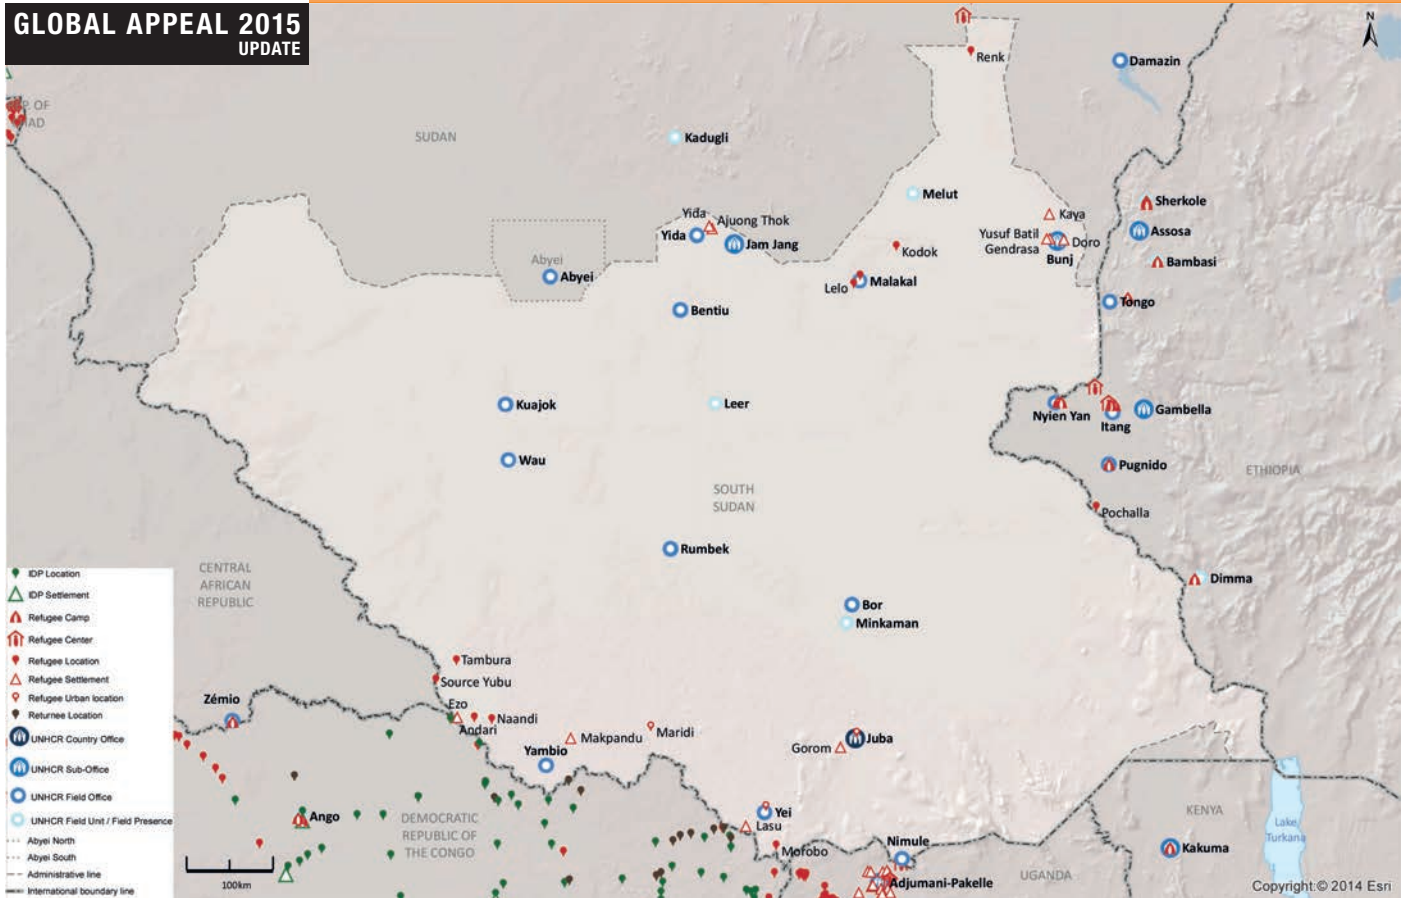 GLOBAL APPEAL 2015
UPDATE
N
Renk
Damazin
SUDAN
Kadugli
Melut
Sherkole
Yida
Ajuong Thok
Kaya
Yida
Jam Jang
Yusuf Batil
Gendrasa
Doro
Bunj
Assosa
Bambasi
Abyei
Abyei
Kodok
Lelo
Malakal
Tongo
Bentiu
Kuajok
Leer
Nyien Yan
Itang
Gambella
Wau
Pugnido
ETHIOPIA
SOUTH
SUDAN
Pochalla
Rumbek
CENTRAL
AFRICAN
REPUBLIC
Dimma
Bor
Minkaman
Tambura
Source Yubu
Zémio
Ezo
Andari
Naandi
Makpandu
Maridi
Yambio
Gorom
Juba
Ango
DEMOCRATIC
REPUBLIC OF
THE CONGO
Yei
Lasu
Morobo
Nimule
Adjumani-Pakelle
UGANDA
KENYA
Lake
Turkana
Kakuma
IDP Location
IDP Settlement
Refugee Camp
Refugee Center
Refugee Location
Refugee Settlement
Refugee Urban location
Returnee Location
UNHCR Country Office
UNHCR Sub-Office
UNHCR Field Office
UNHCR Field Unit / Field Presence
Abyei North
Abyei South
Administrative line
International boundary line
100km
Copyright:© 2014 Esri